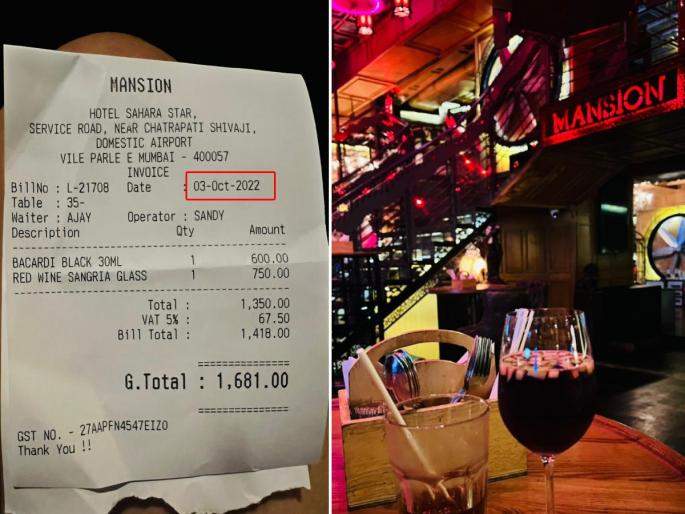 MANSION
HOTEL SAHARA STAR,
SERVICE ROAD, NEAR CHATRAPATI SHIVAJI,
DOMESTIC AIRPORT
VILE PARLE E MUMBAI - 400057
INVOICE
BillNo : L-21708 Date : 03-Oct-2022
Table : 35-
Waiter : AJAY Operator : SANDY
Description Qty Amount
BACARDI BLACK 30ML 1 600.00
RED WINE SANGRIA GLASS 1 750.00
Total : 1,350.00
VAT 5% : 67.50
Bill Total : 1,418.00
G.Total : 1,681.00
GST NO. - 27AAPFN4547EIZO
Thank You !!
MANSION